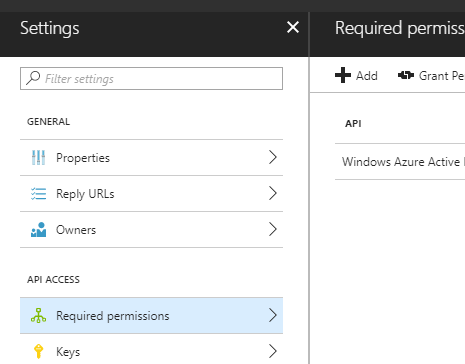 Settings
Filter settings
GENERAL
Properties
Reply URLs
Owners
API ACCESS
Required permissions
Keys
Required permiss
Add Grant Pe
API
Windows Azure Active